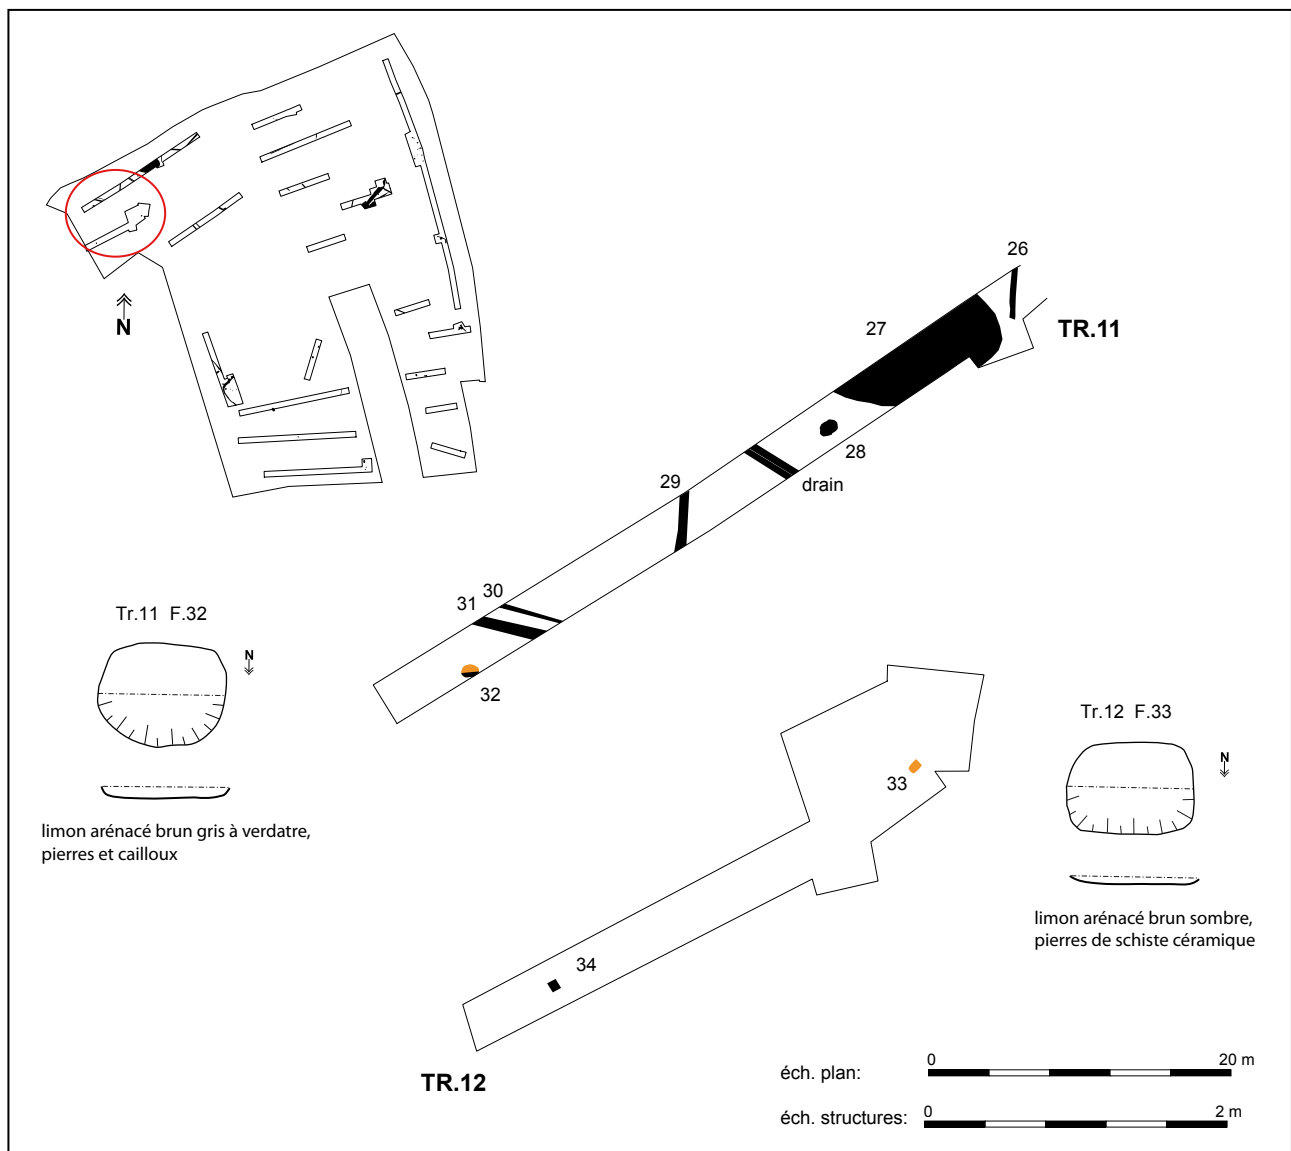 N
26
27
TR.11
28
drain
29
30
31
32
Tr.11 F.32
N
limon arénacé brun gris à verdatre,
pierres et cailloux
33
Tr.12 F.33
N
limon arénacé brun sombre,
pierres de schiste céramique
34
TR.12
éch. plan: 0 20 m
éch. structures: 0 2 m